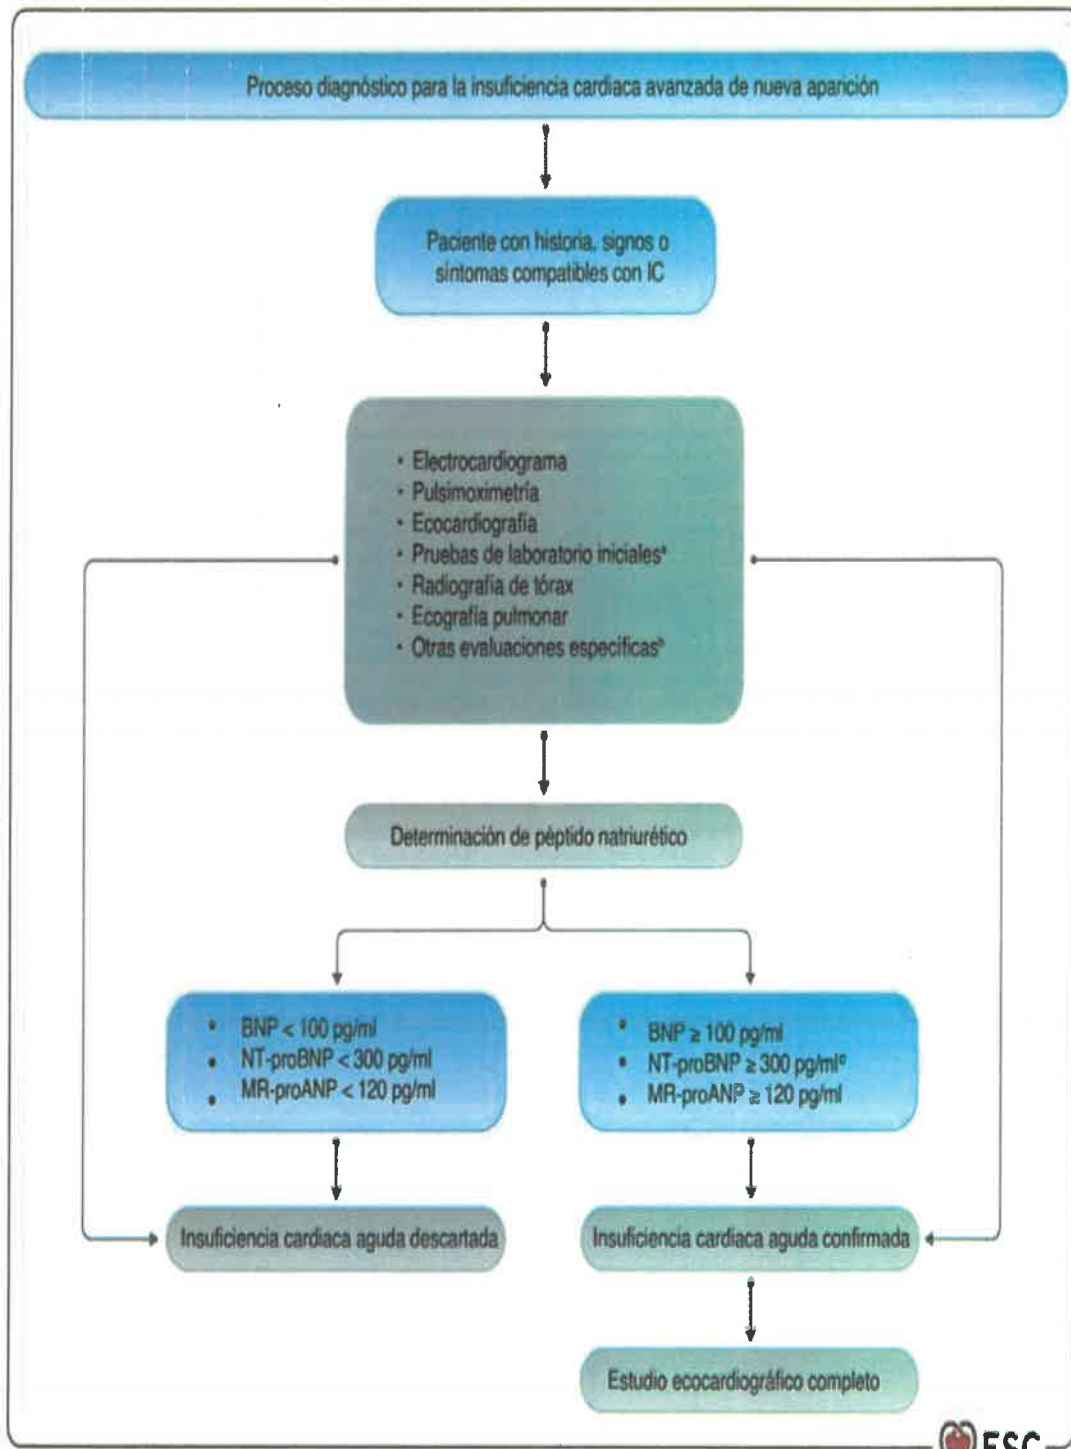 Proceso diagnóstico para la insuficiencia cardiaca avanzada de nueva aparición
Paciente con historia, signos o
síntomas compatibles con IC
• Electrocardiograma
• Pulsimoximetría
• Ecocardiografía
• Pruebas de laboratorio inicialesᵃ
• Radiografía de tórax
• Ecografía pulmonar
• Otras evaluaciones específicasᵇ
Determinación de péptido natriurético
• BNP < 100 pg/ml
• NT-proBNP < 300 pg/ml
• MR-proANP < 120 pg/ml
• BNP ≥ 100 pg/ml
• NT-proBNP ≥ 300 pg/mlᶜ
• MR-proANP ≥ 120 pg/ml
Insuficiencia cardiaca aguda descartada
Insuficiencia cardiaca aguda confirmada
Estudio ecocardiográfico completo
ESC